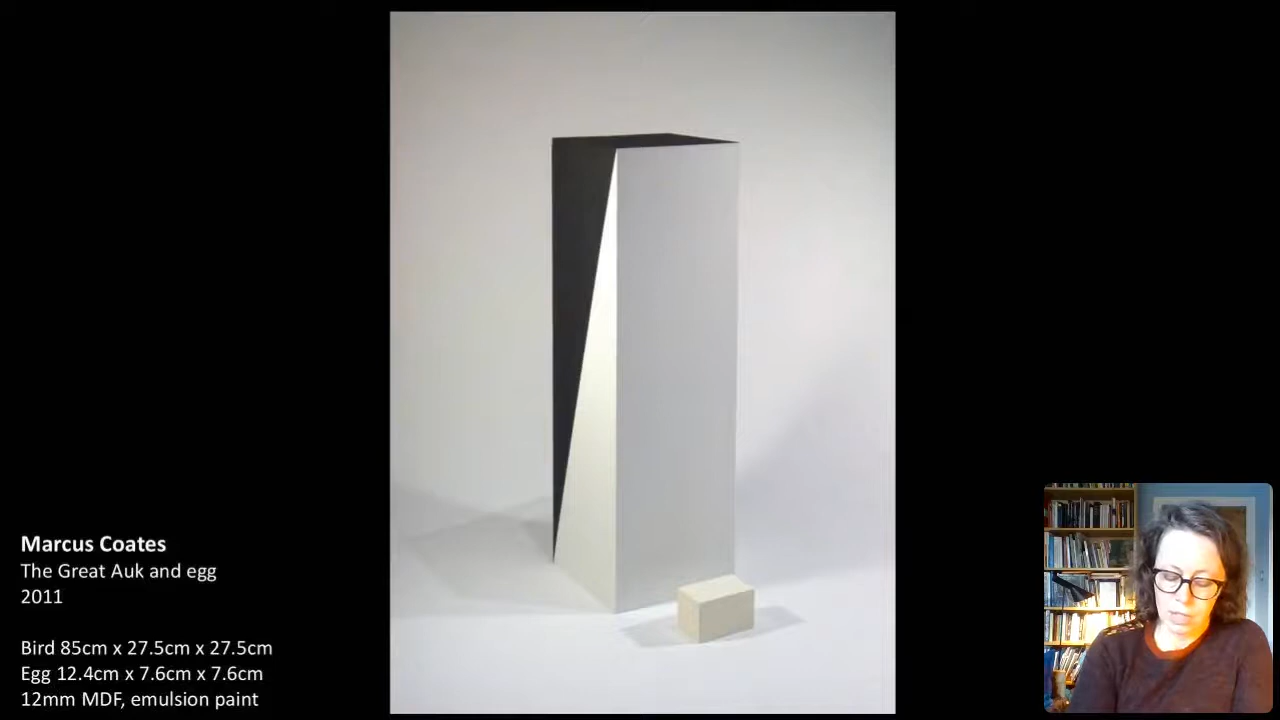 Marcus Coates
The Great Auk and egg
2011
Bird 85cm x 27.5cm x 27.5cm
Egg 12.4cm x 7.6cm x 7.6cm
12mm MDF, emulsion paint